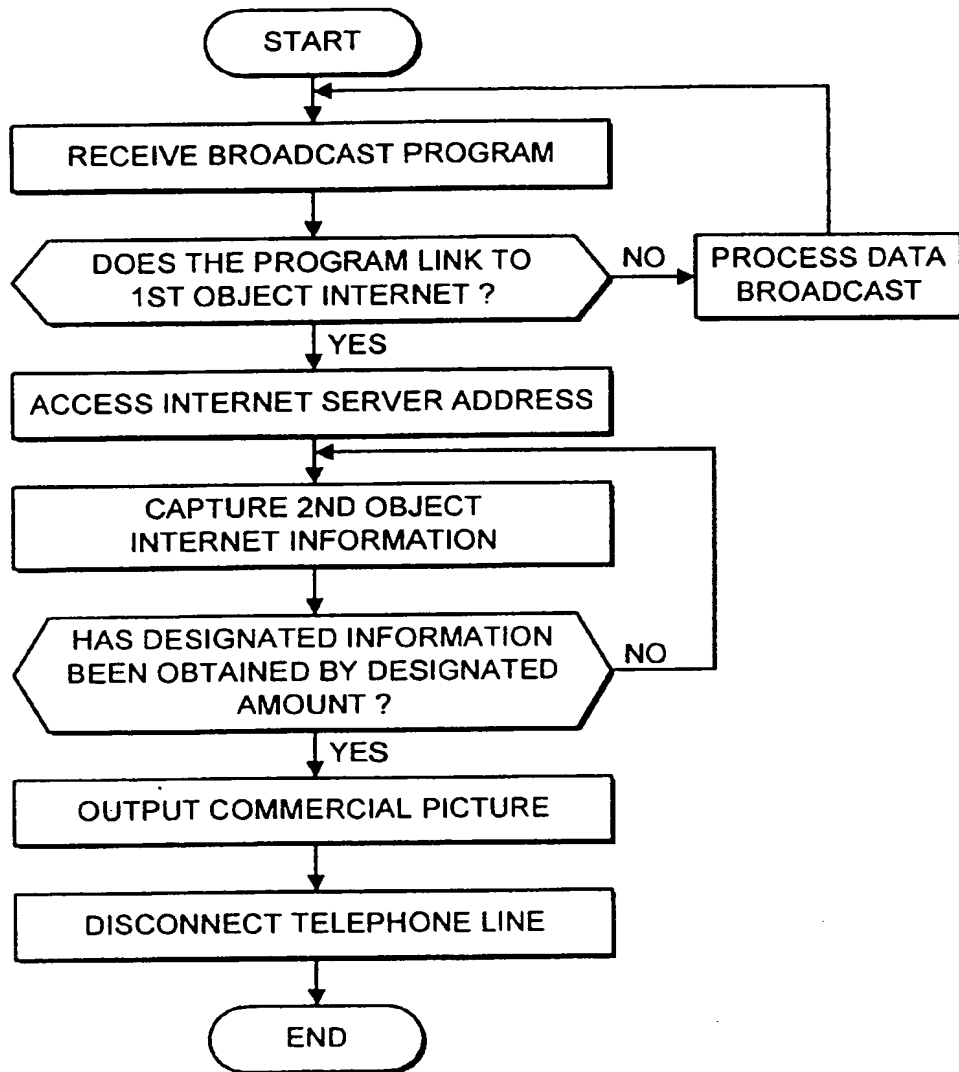 START
RECEIVE BROADCAST PROGRAM
DOES THE PROGRAM LINK TO
1ST OBJECT INTERNET ?
NO
PROCESS DATA
BROADCAST
YES
ACCESS INTERNET SERVER ADDRESS
CAPTURE 2ND OBJECT
INTERNET INFORMATION
HAS DESIGNATED INFORMATION
BEEN OBTAINED BY DESIGNATED
AMOUNT ?
NO
YES
OUTPUT COMMERCIAL PICTURE
DISCONNECT TELEPHONE LINE
END